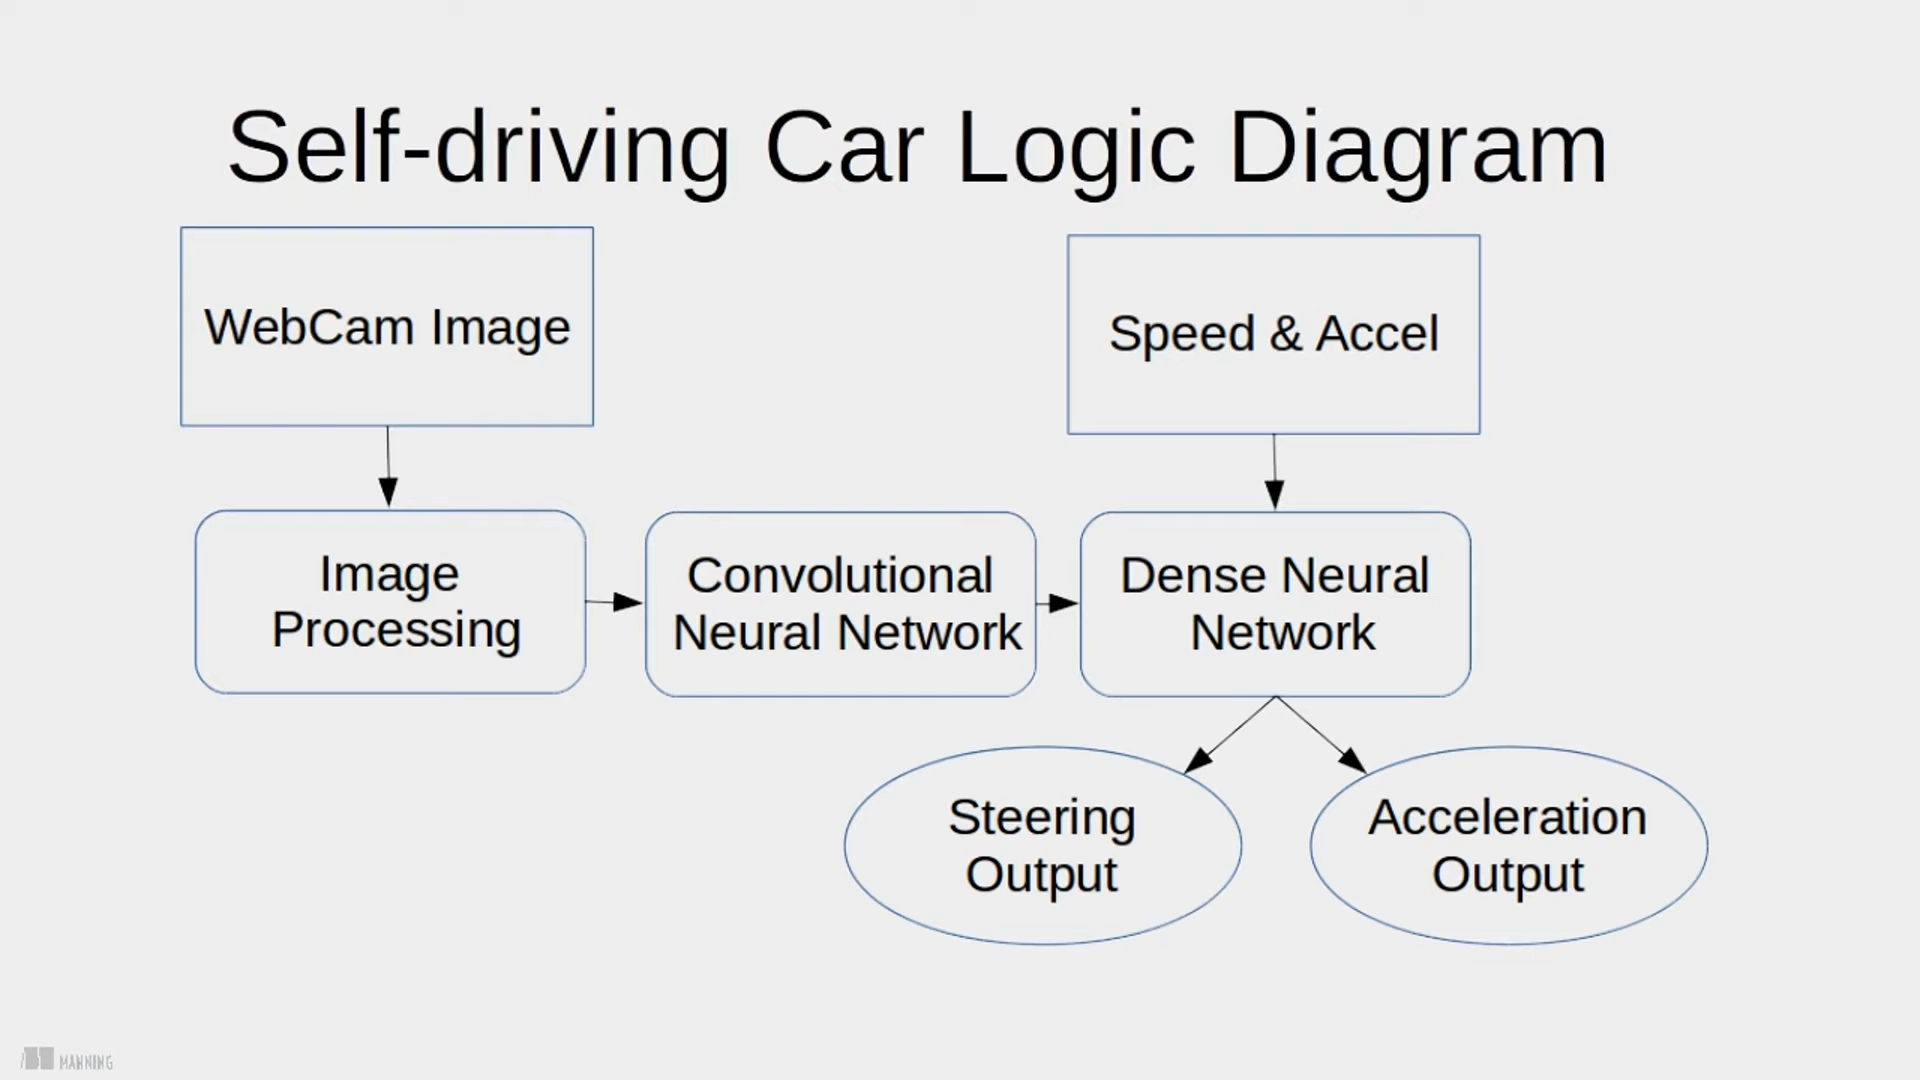 Self-driving Car Logic Diagram
WebCam Image
Speed & Accel
Image
Processing
Convolutional
Neural Network
Dense Neural
Network
Steering
Output
Acceleration
Output
MANNING